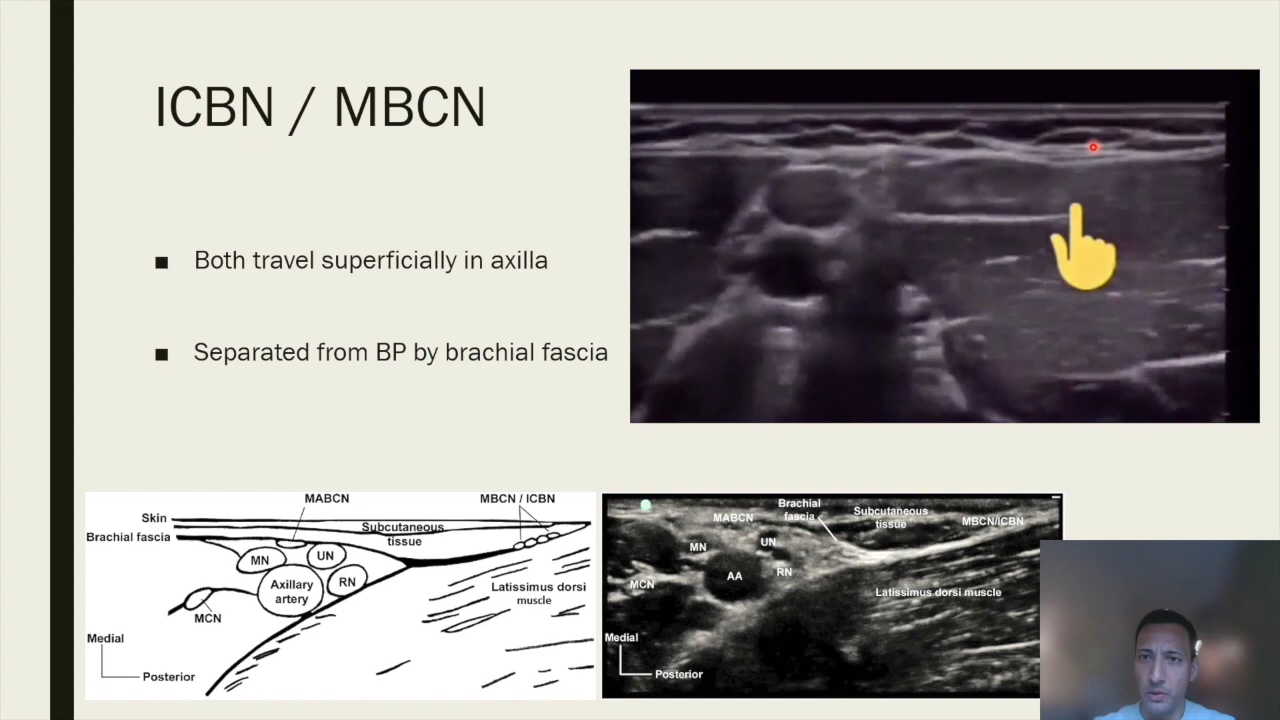 ICBN / MBCN
■ Both travel superficially in axilla
■ Separated from BP by brachial fascia
MABCN
MBCN / ICBN
Skin
Subcutaneous
tissue
Brachial fascia
MN
UN
Axillary
artery
RN
Latissimus dorsi
muscle
MCN
Medial
Posterior
Brachial
fascia
Subcutaneous
tissue
MABCN
MBCN/ICBN
MN
UN
AA
RN
MCN
Latissimus dorsi muscle
Medial
Posterior